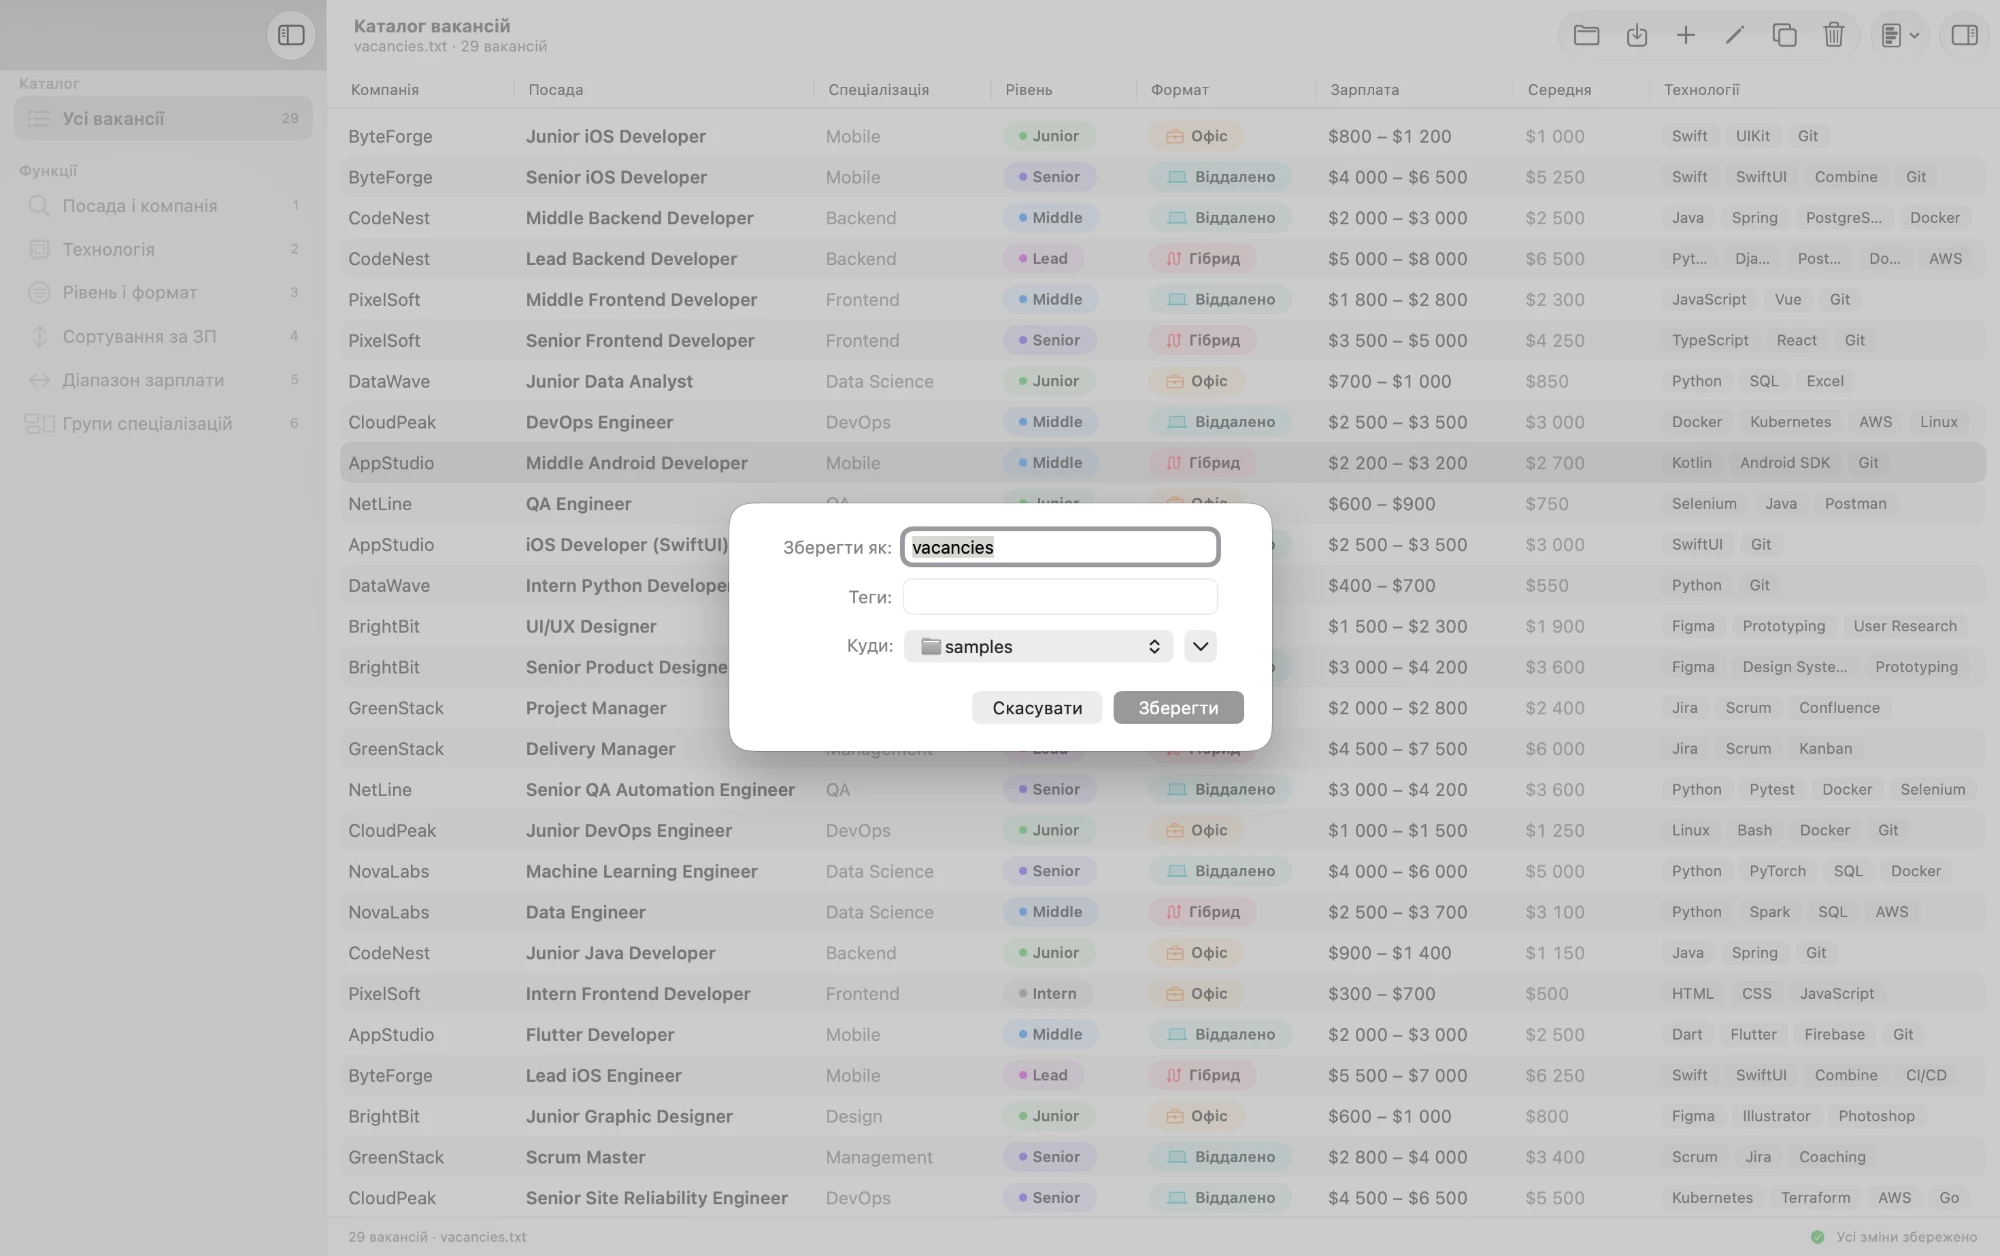 Каталог вакансій
vacancies.txt · 29 вакансій
Каталог
Усі вакансії 29
Функції
Посада і компанія 1
Технологія 2
Рівень і формат 3
Сортування за ЗП 4
Діапазон зарплати 5
Групи спеціалізацій 6
Компанія Посада Спеціалізація Рівень Формат Зарплата Середня Технології
ByteForge Junior iOS Developer Mobile Junior Офіс $800 – $1 200 $1 000 Swift UIKit Git
ByteForge Senior iOS Developer Mobile Senior Віддалено $4 000 – $6 500 $5 250 Swift SwiftUI Combine Git
CodeNest Middle Backend Developer Backend Middle Віддалено $2 000 – $3 000 $2 500 Java Spring PostgreS... Docker
CodeNest Lead Backend Developer Backend Lead Гібрид $5 000 – $8 000 $6 500 Pyt... Dja... Post... Do... AWS
PixelSoft Middle Frontend Developer Frontend Middle Віддалено $1 800 – $2 800 $2 300 JavaScript Vue Git
PixelSoft Senior Frontend Developer Frontend Senior Гібрид $3 500 – $5 000 $4 250 TypeScript React Git
DataWave Junior Data Analyst Data Science Junior Офіс $700 – $1 000 $850 Python SQL Excel
CloudPeak DevOps Engineer DevOps Middle Віддалено $2 500 – $3 500 $3 000 Docker Kubernetes AWS Linux
AppStudio Middle Android Developer Mobile Middle Гібрид $2 200 – $3 200 $2 700 Kotlin Android SDK Git
NetLine QA Engineer QA Junior Офіс $600 – $900 $750 Selenium Java Postman
AppStudio iOS Developer (SwiftUI) $2 500 – $3 500 $3 000 SwiftUI Git
DataWave Intern Python Developer $400 – $700 $550 Python Git
BrightBit UI/UX Designer $1 500 – $2 300 $1 900 Figma Prototyping User Research
BrightBit Senior Product Designe $3 000 – $4 200 $3 600 Figma Design Syste... Prototyping
GreenStack Project Manager $2 000 – $2 800 $2 400 Jira Scrum Confluence
GreenStack Delivery Manager Management Lead Гібрид $4 500 – $7 500 $6 000 Jira Scrum Kanban
NetLine Senior QA Automation Engineer QA Senior Віддалено $3 000 – $4 200 $3 600 Python Pytest Docker Selenium
CloudPeak Junior DevOps Engineer DevOps Junior Офіс $1 000 – $1 500 $1 250 Linux Bash Docker Git
NovaLabs Machine Learning Engineer Data Science Senior Віддалено $4 000 – $6 000 $5 000 Python PyTorch SQL Docker
NovaLabs Data Engineer Data Science Middle Гібрид $2 500 – $3 700 $3 100 Python Spark SQL AWS
CodeNest Junior Java Developer Backend Junior Офіс $900 – $1 400 $1 150 Java Spring Git
PixelSoft Intern Frontend Developer Frontend Intern Офіс $300 – $700 $500 HTML CSS JavaScript
AppStudio Flutter Developer Mobile Middle Віддалено $2 000 – $3 000 $2 500 Dart Flutter Firebase Git
ByteForge Lead iOS Engineer Mobile Lead Гібрид $5 500 – $7 000 $6 250 Swift SwiftUI Combine CI/CD
BrightBit Junior Graphic Designer Design Junior Офіс $600 – $1 000 $800 Figma Illustrator Photoshop
GreenStack Scrum Master Management Senior Віддалено $2 800 – $4 000 $3 400 Scrum Jira Coaching
CloudPeak Senior Site Reliability Engineer DevOps Senior Віддалено $4 500 – $6 500 $5 500 Kubernetes Terraform AWS Go
29 вакансій · vacancies.txt Усі зміни збережено
Зберегти як: vacancies
Теги:
Куди: samples
Скасувати Зберегти